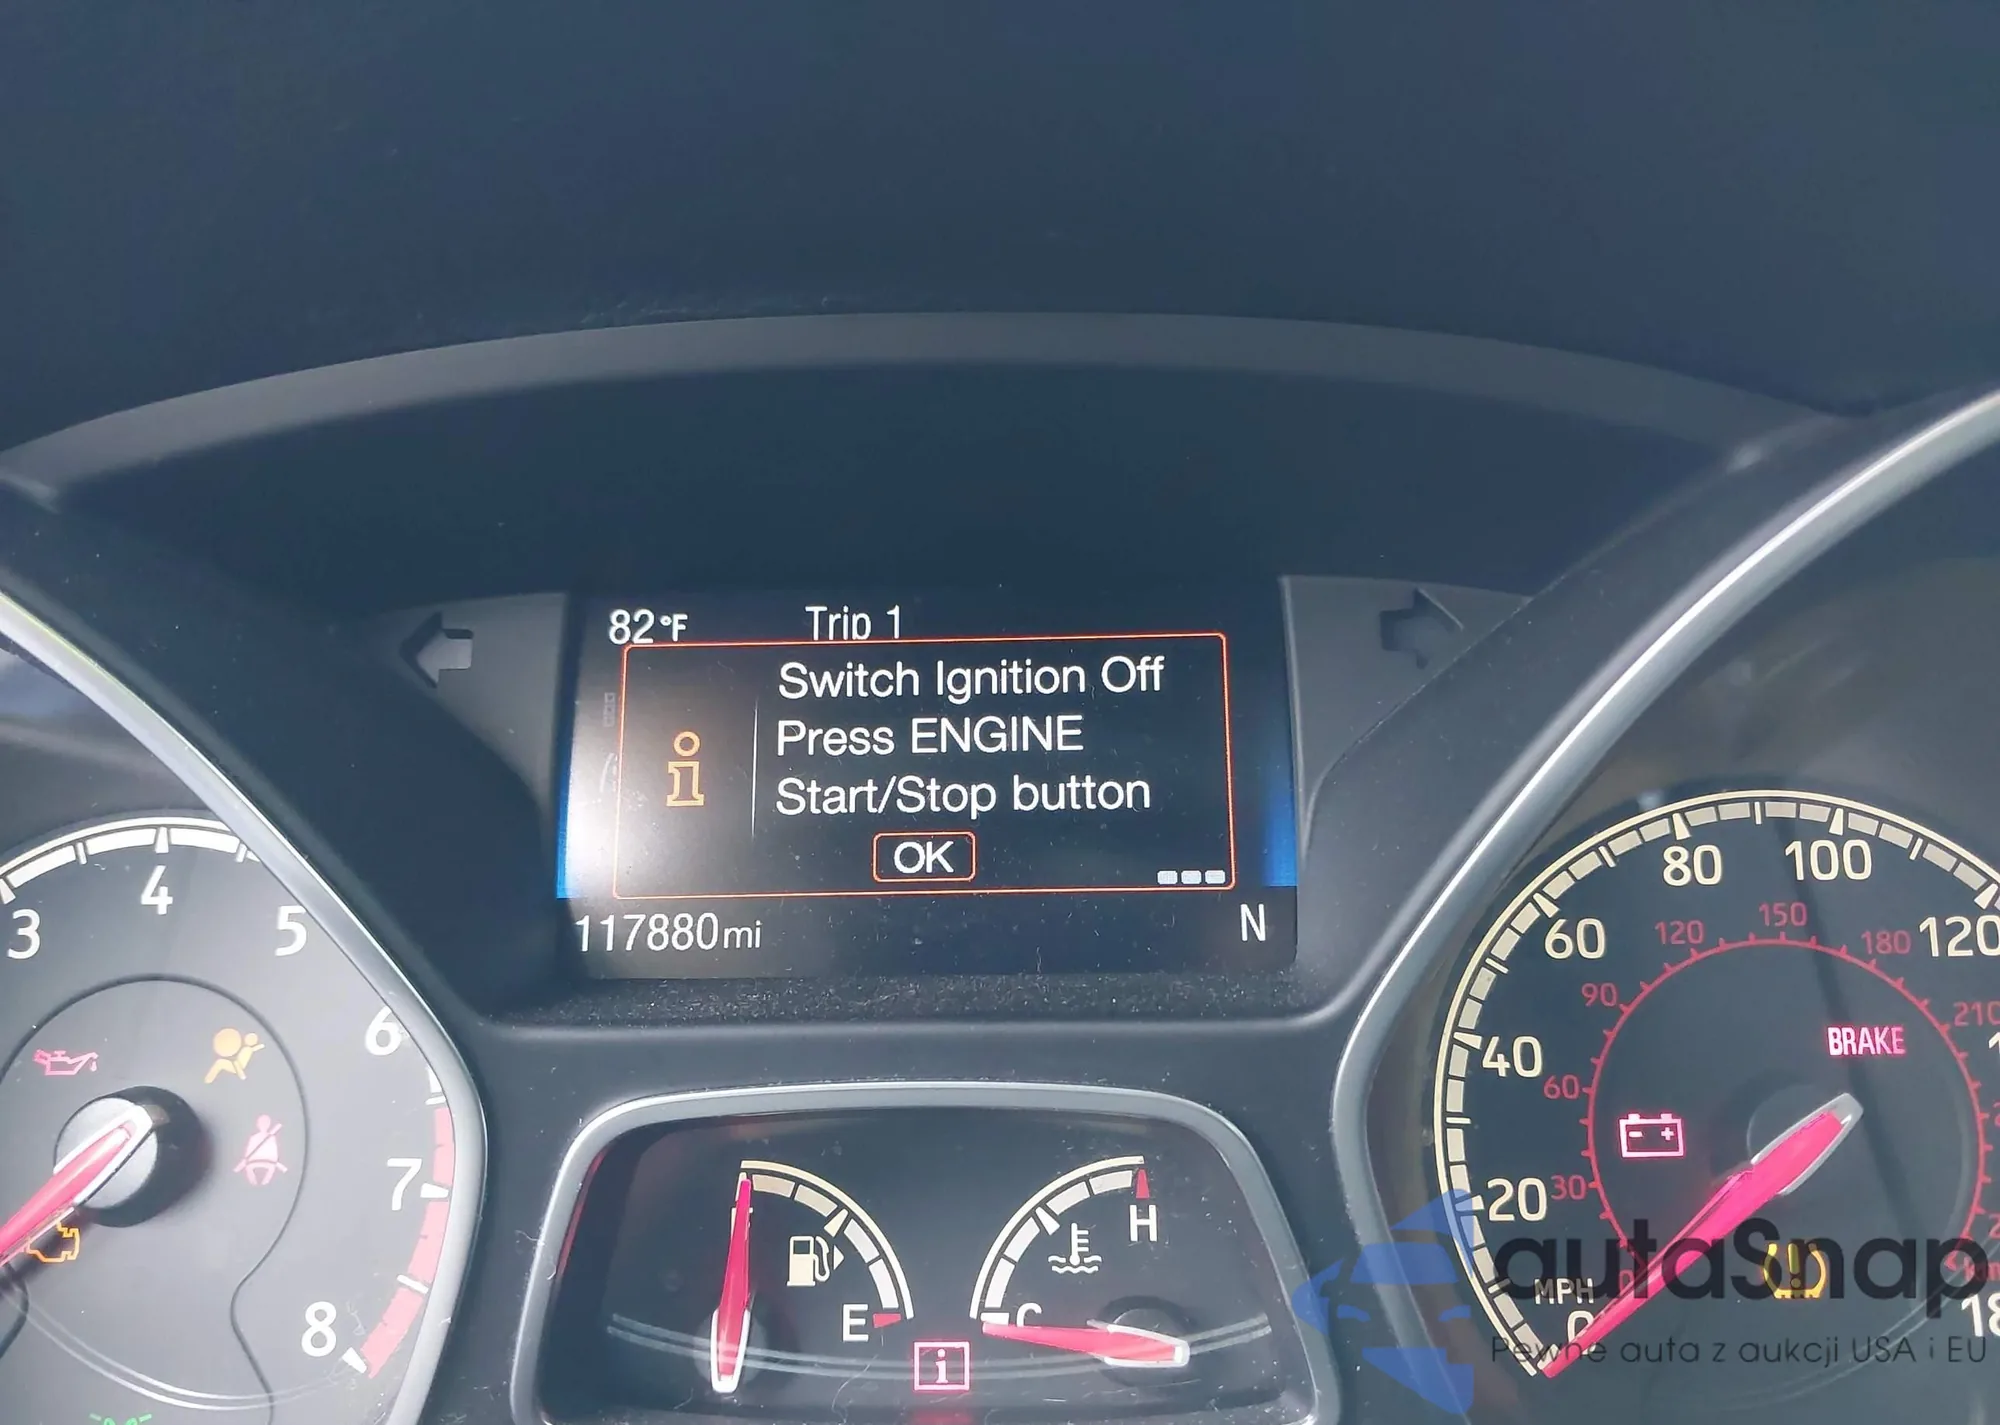 82°F Trip 1
Switch Ignition Off
Press ENGINE
Start/Stop button
OK
117880mi N
3 4 5 6 7 8
E
C H
BRAKE
0 20 40 60 80 100 120
30 60 90 120 150 180 210
MPH
autaSnap
Pewne auta z aukcji USA i EU